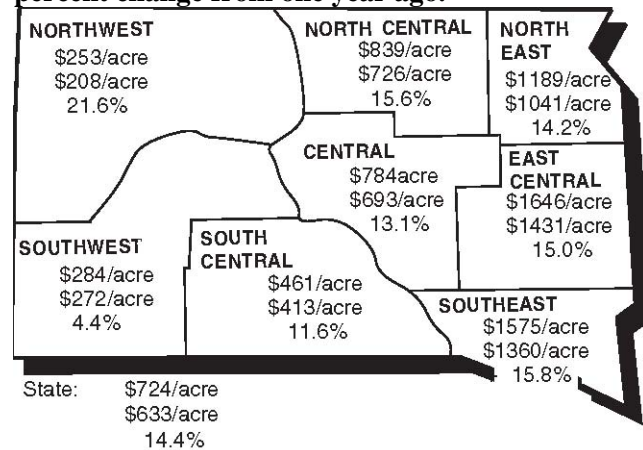 percent change from one year ago.
NORTHWEST
$253/acre
$208/acre
21.6%
NORTH CENTRAL
$839/acre
$726/acre
15.6%
NORTH
EAST
$1189/acre
$1041/acre
14.2%
CENTRAL
$784/acre
$693/acre
13.1%
EAST
CENTRAL
$1646/acre
$1431/acre
15.0%
SOUTHWEST
$284/acre
$272/acre
4.4%
SOUTH
CENTRAL
$461/acre
$413/acre
11.6%
SOUTHEAST
$1575/acre
$1360/acre
15.8%
State: $724/acre
$633/acre
14.4%